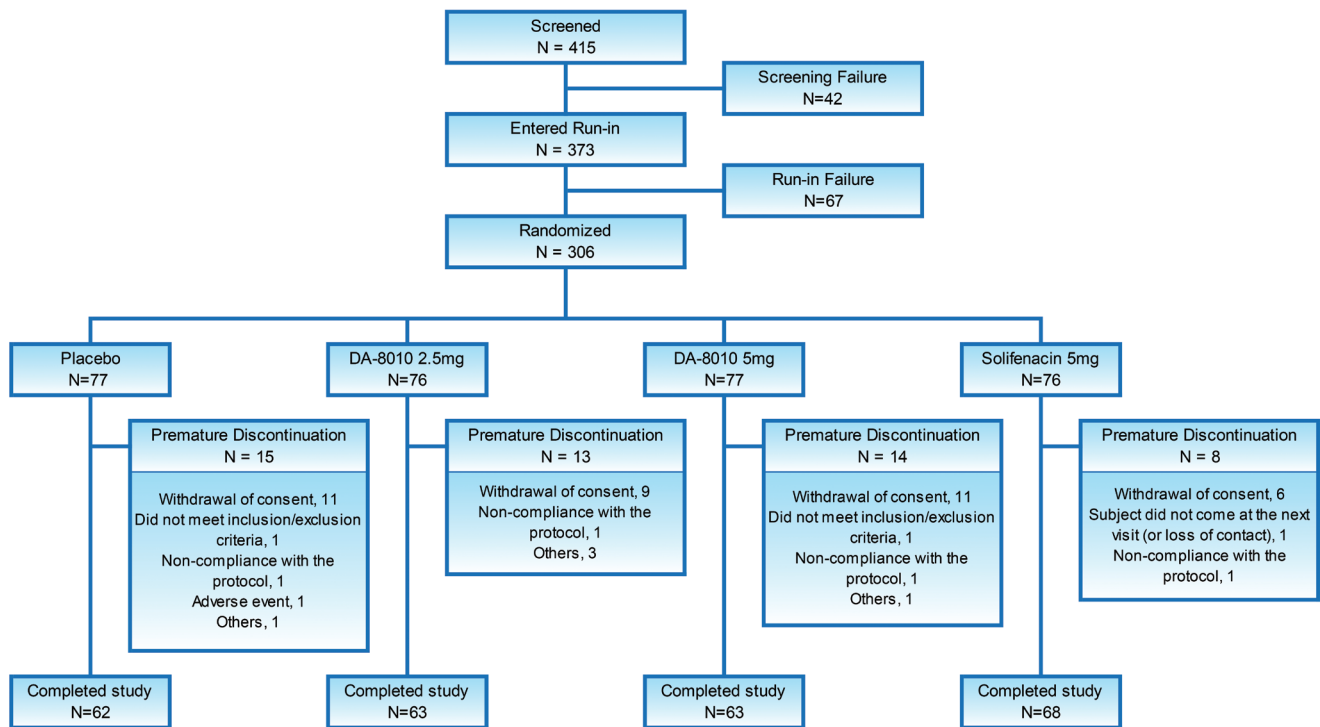 Screened
N = 415
Screening Failure
N=42
Entered Run-in
N = 373
Run-in Failure
N=67
Randomized
N = 306
Placebo
N=77
DA-8010 2.5mg
N=76
DA-8010 5mg
N=77
Solifenacin 5mg
N=76
Premature Discontinuation
N = 15
Withdrawal of consent, 11
Did not meet inclusion/exclusion
criteria, 1
Non-compliance with the
protocol, 1
Adverse event, 1
Others, 1
Premature Discontinuation
N = 13
Withdrawal of consent, 9
Non-compliance with the
protocol, 1
Others, 3
Premature Discontinuation
N = 14
Withdrawal of consent, 11
Did not meet inclusion/exclusion
criteria, 1
Non-compliance with the
protocol, 1
Others, 1
Premature Discontinuation
N = 8
Withdrawal of consent, 6
Subject did not come at the next
visit (or loss of contact), 1
Non-compliance with the
protocol, 1
Completed study
N=62
Completed study
N=63
Completed study
N=63
Completed study
N=68